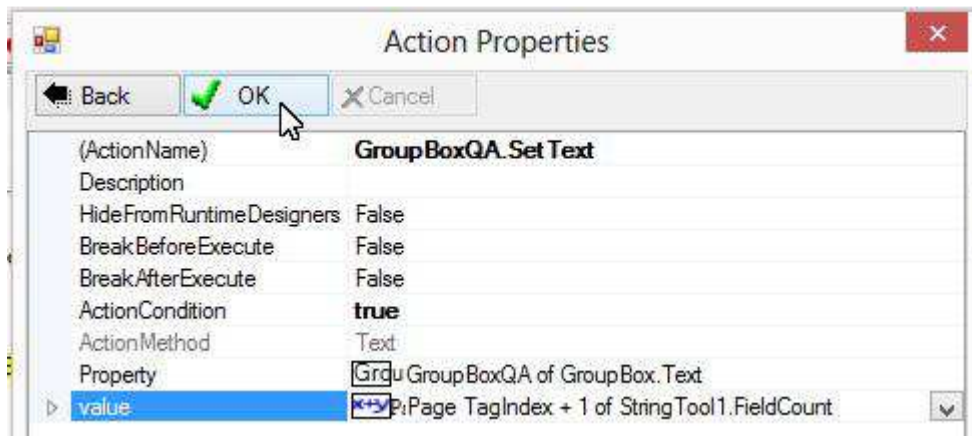 Action Properties
Back OK Cancel
(ActionName) GroupBoxQA.SetText
Description
HideFromRuntimeDesigners False
BreakBeforeExecute False
BreakAfterExecute False
ActionCondition true
ActionMethod Text
Property GroupBoxQA of GroupBox.Text
value Page TagIndex + 1 of StringTool1.FieldCount